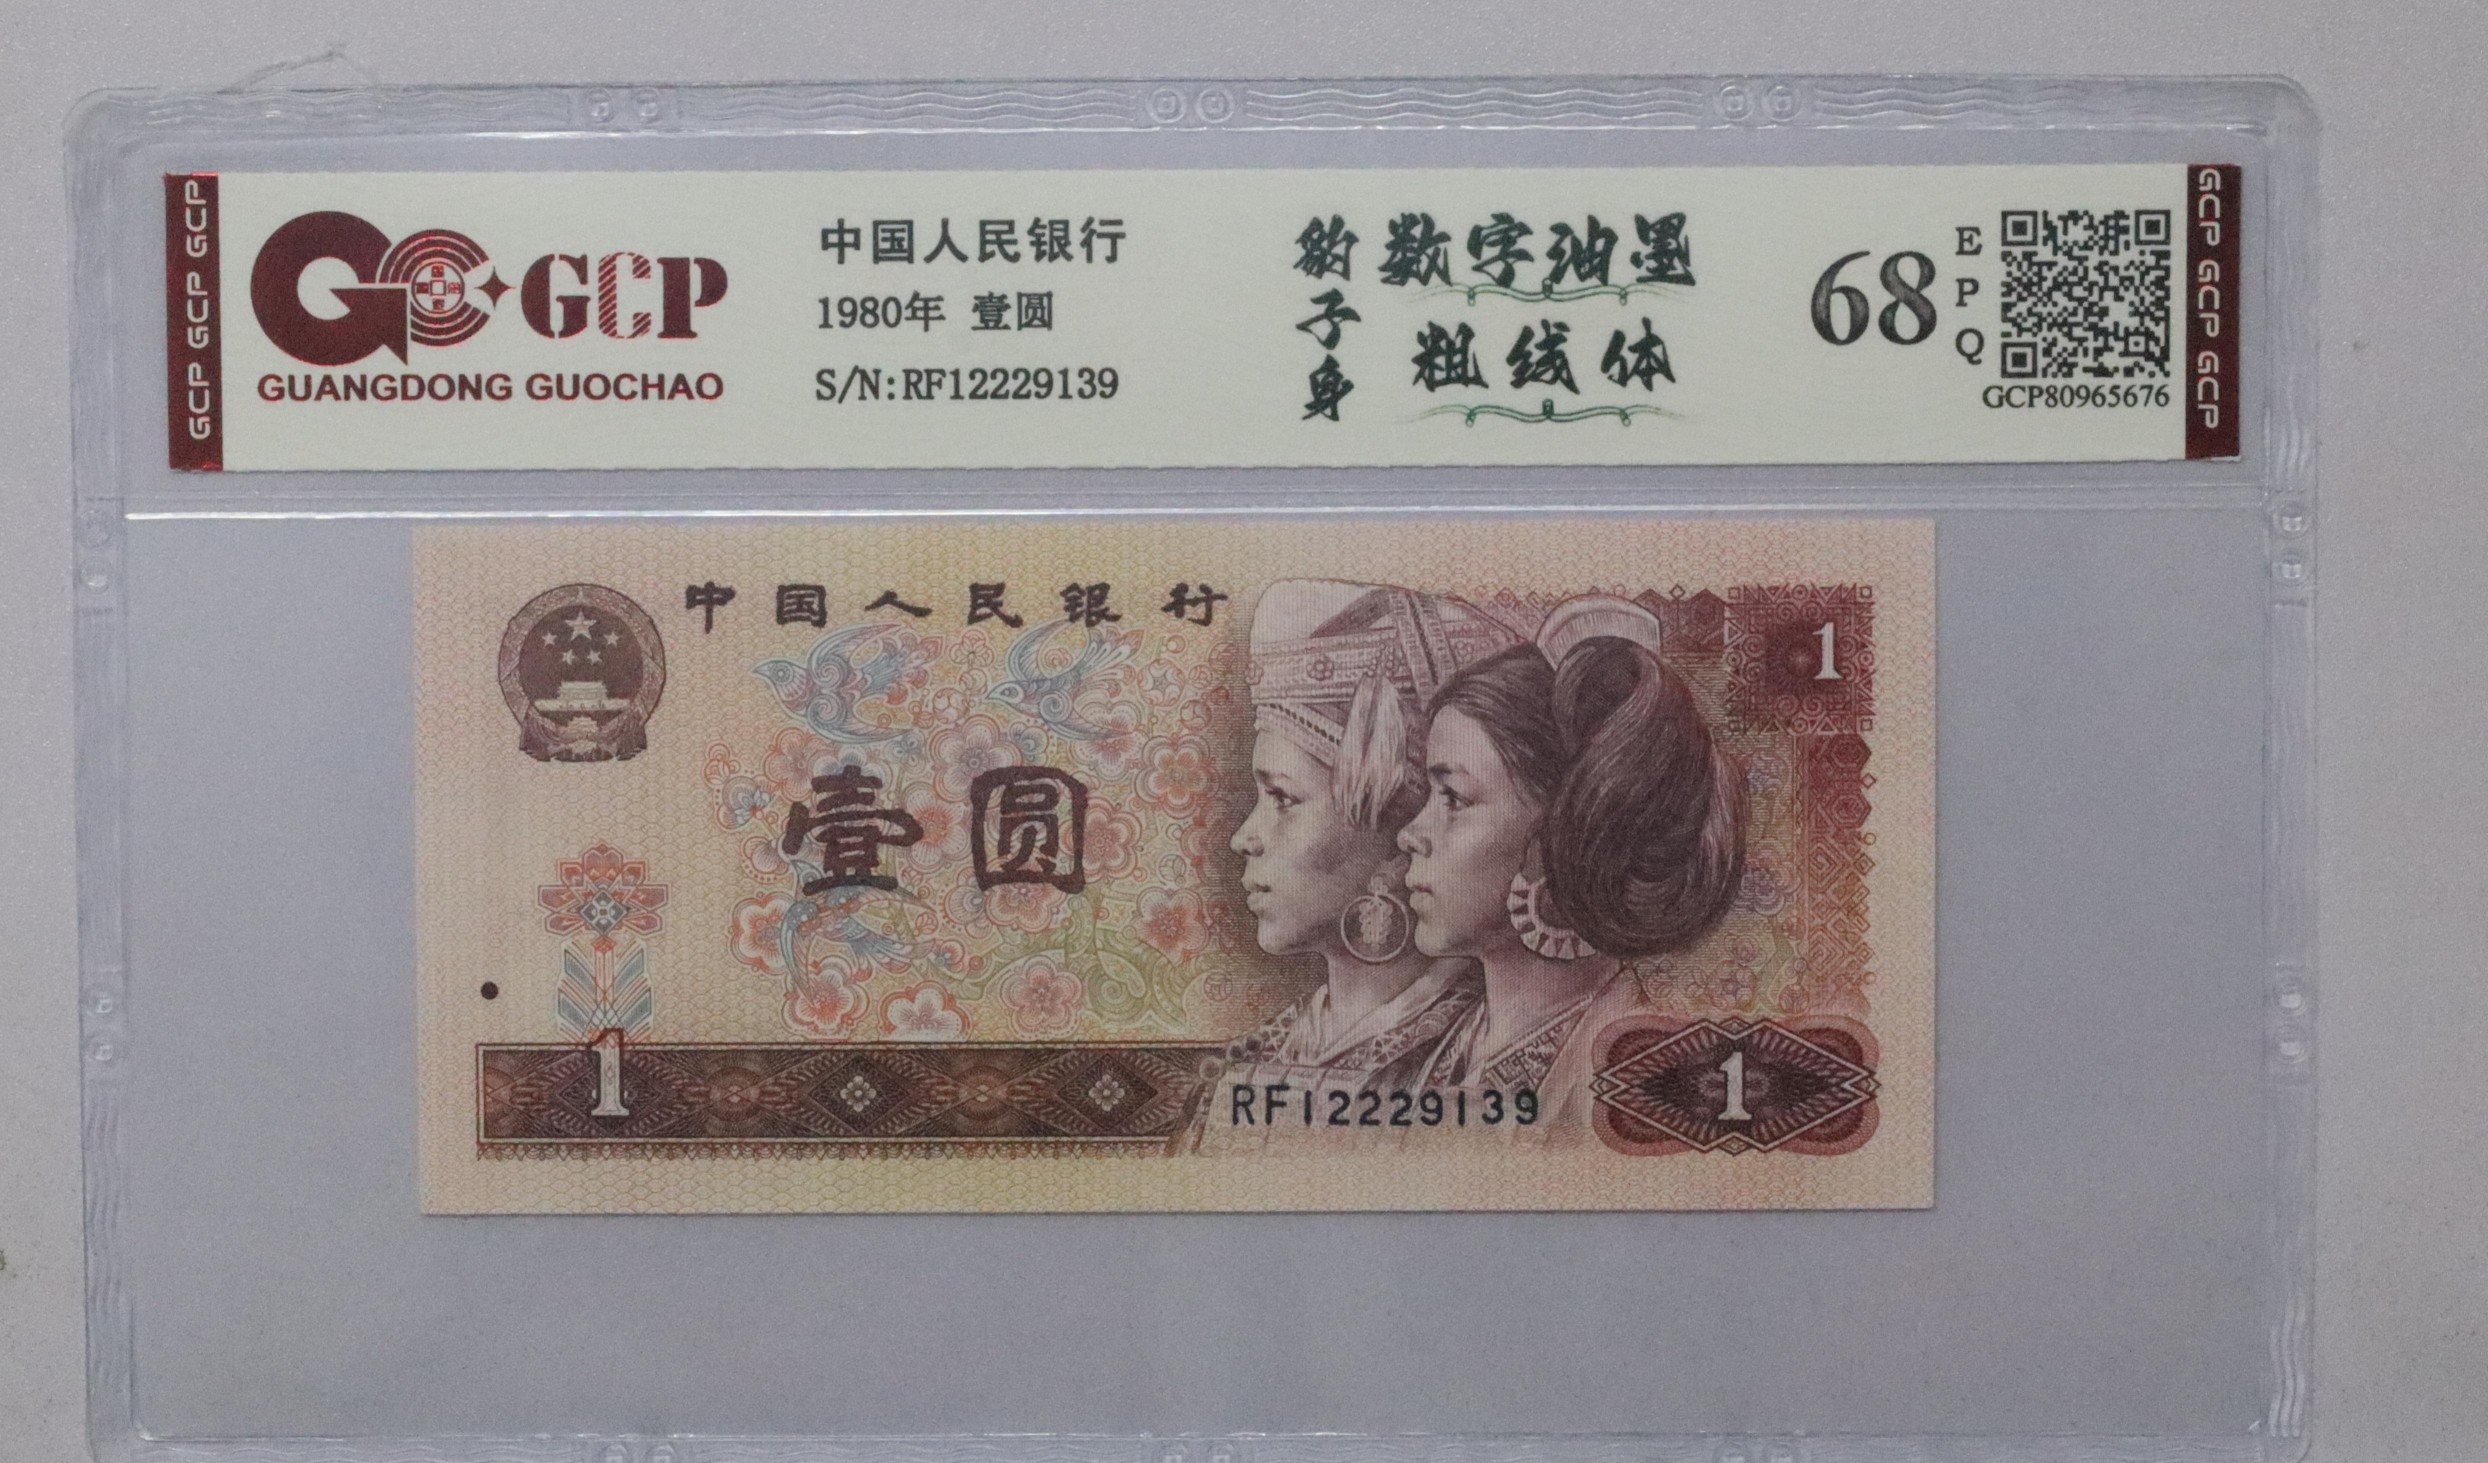 GCP GCP GCP
GCP
GUANGDONG GUOCHAO
中国人民银行
1980年 壹圆
S/N:RF12229139
豹子身
数字油墨
粗线体
68
EPQ
GCP80965676
GCP GCP GCP
中国人民银行
1
壹圆
1
RF12229139
1